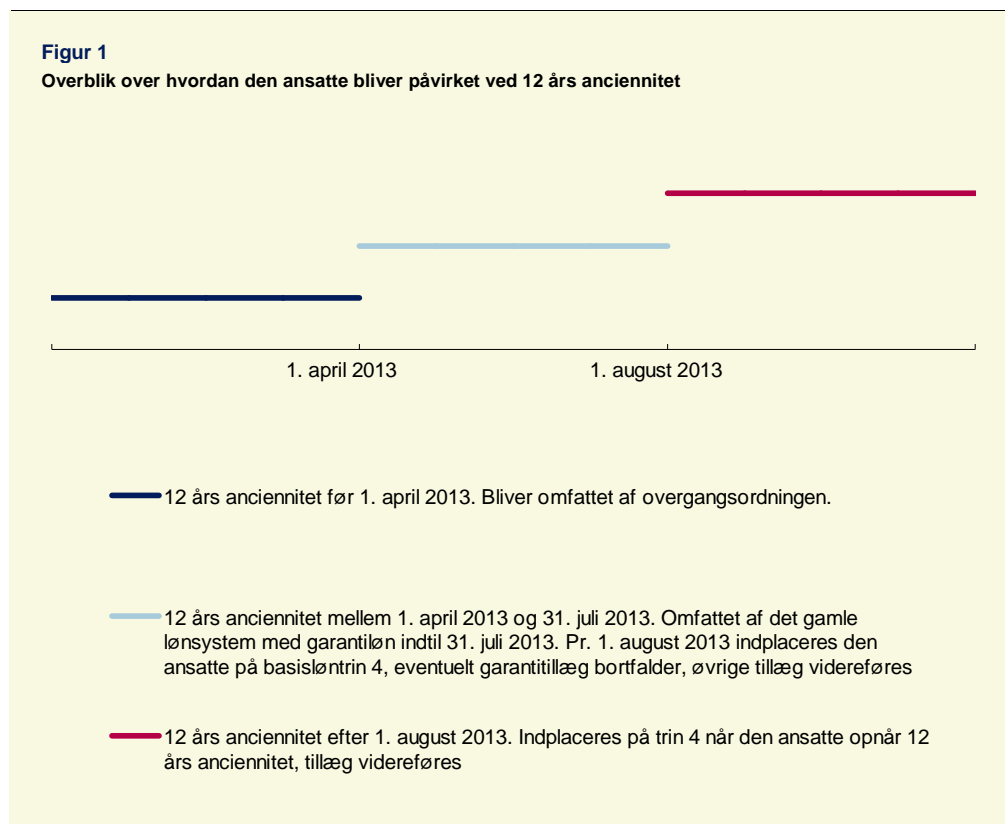 Figur 1
Overblik over hvordan den ansatte bliver påvirket ved 12 års anciennitet
1. april 2013
1. august 2013
12 års anciennitet før 1. april 2013. Bliver omfattet af overgangsordningen.
12 års anciennitet mellem 1. april 2013 og 31. juli 2013. Omfattet af det gamle
lønsystem med garantiløn indtil 31. juli 2013. Pr. 1. august 2013 indplaceres den
ansatte på basisløntrin 4, eventuelt garantitillæg bortfalder, øvrige tillæg videreføres
12 års anciennitet efter 1. august 2013. Indplaceres på trin 4 når den ansatte opnår 12
års anciennitet, tillæg videreføres